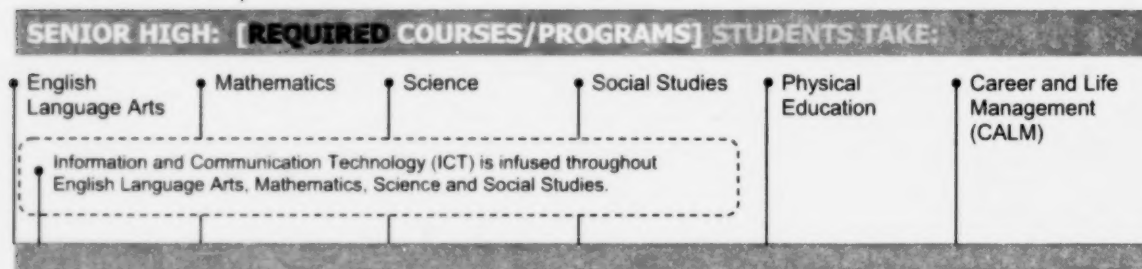 SENIOR HIGH: [REQUIRED COURSES/PROGRAMS] STUDENTS TAKE:
English
Language Arts
Mathematics
Science
Social Studies
Physical
Education
Career and Life
Management
(CALM)
Information and Communication Technology (ICT) is infused throughout
English Language Arts, Mathematics, Science and Social Studies.